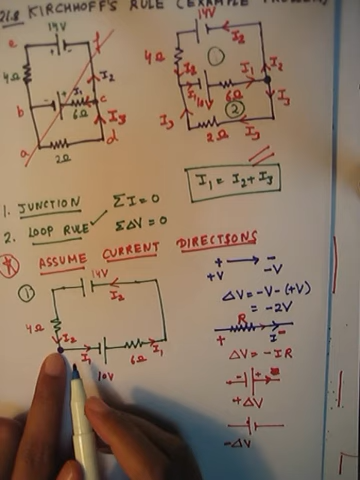 21.8 KIRCHHOFF'S RULE (EXAMPLE PROBLEM)
14V
e
f
4Ω
I2
b
I1
6Ω
c
I3
a
d
2Ω
14V
I2
4Ω
1
I2
I1
10V
6Ω
I2
I3
2
I3
2Ω
I3
I1 = I2 + I3
1. JUNCTION ΣI = 0
2. LOOP RULE ΣΔV = 0
ASSUME CURRENT DIRECTIONS
1
14V
I2
4Ω
I2
I1
10V
6Ω
I1
+ -
+V -V
ΔV = -V - (+V)
= -2V
R
+ I -
ΔV = -IR
- +
+ΔV
-ΔV